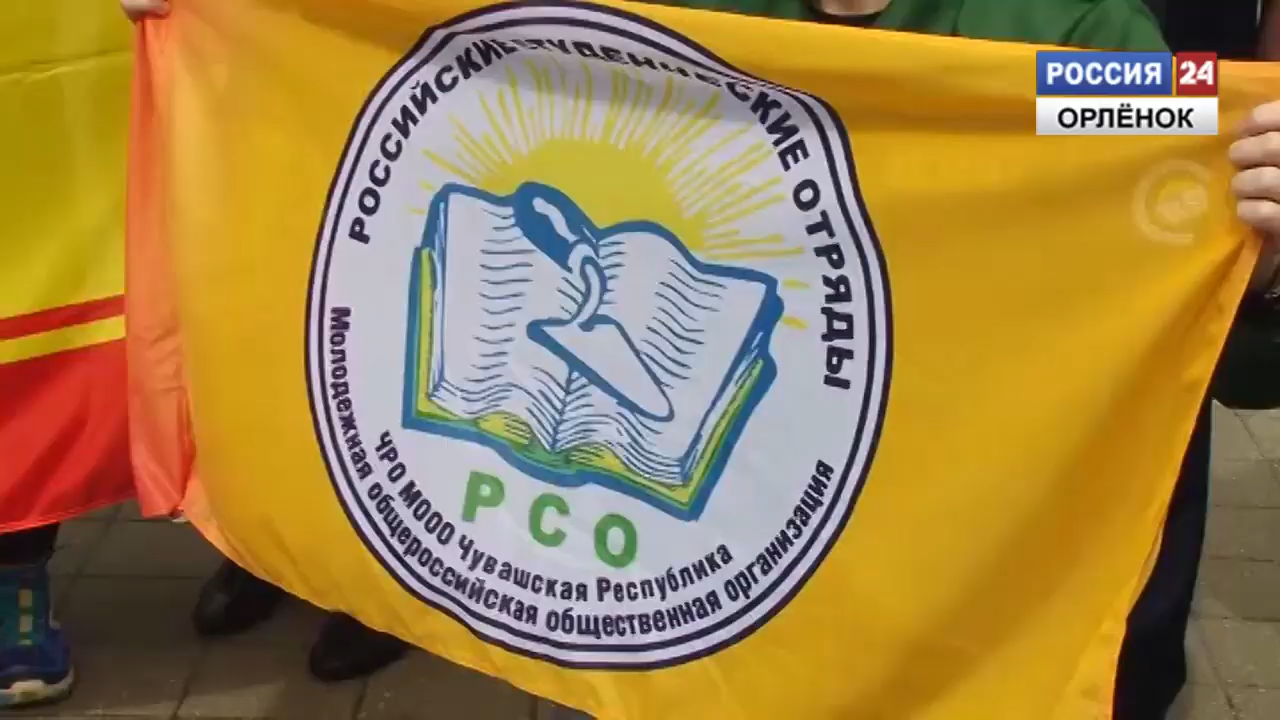 РОССИЯ 24
ОРЛЁНОК
РОССИЙСКИЕ СТУДЕНЧЕСКИЕ ОТРЯДЫ
РСО
ЧРО МООО Чувашская Республика
Молодежная общероссийская общественная организация